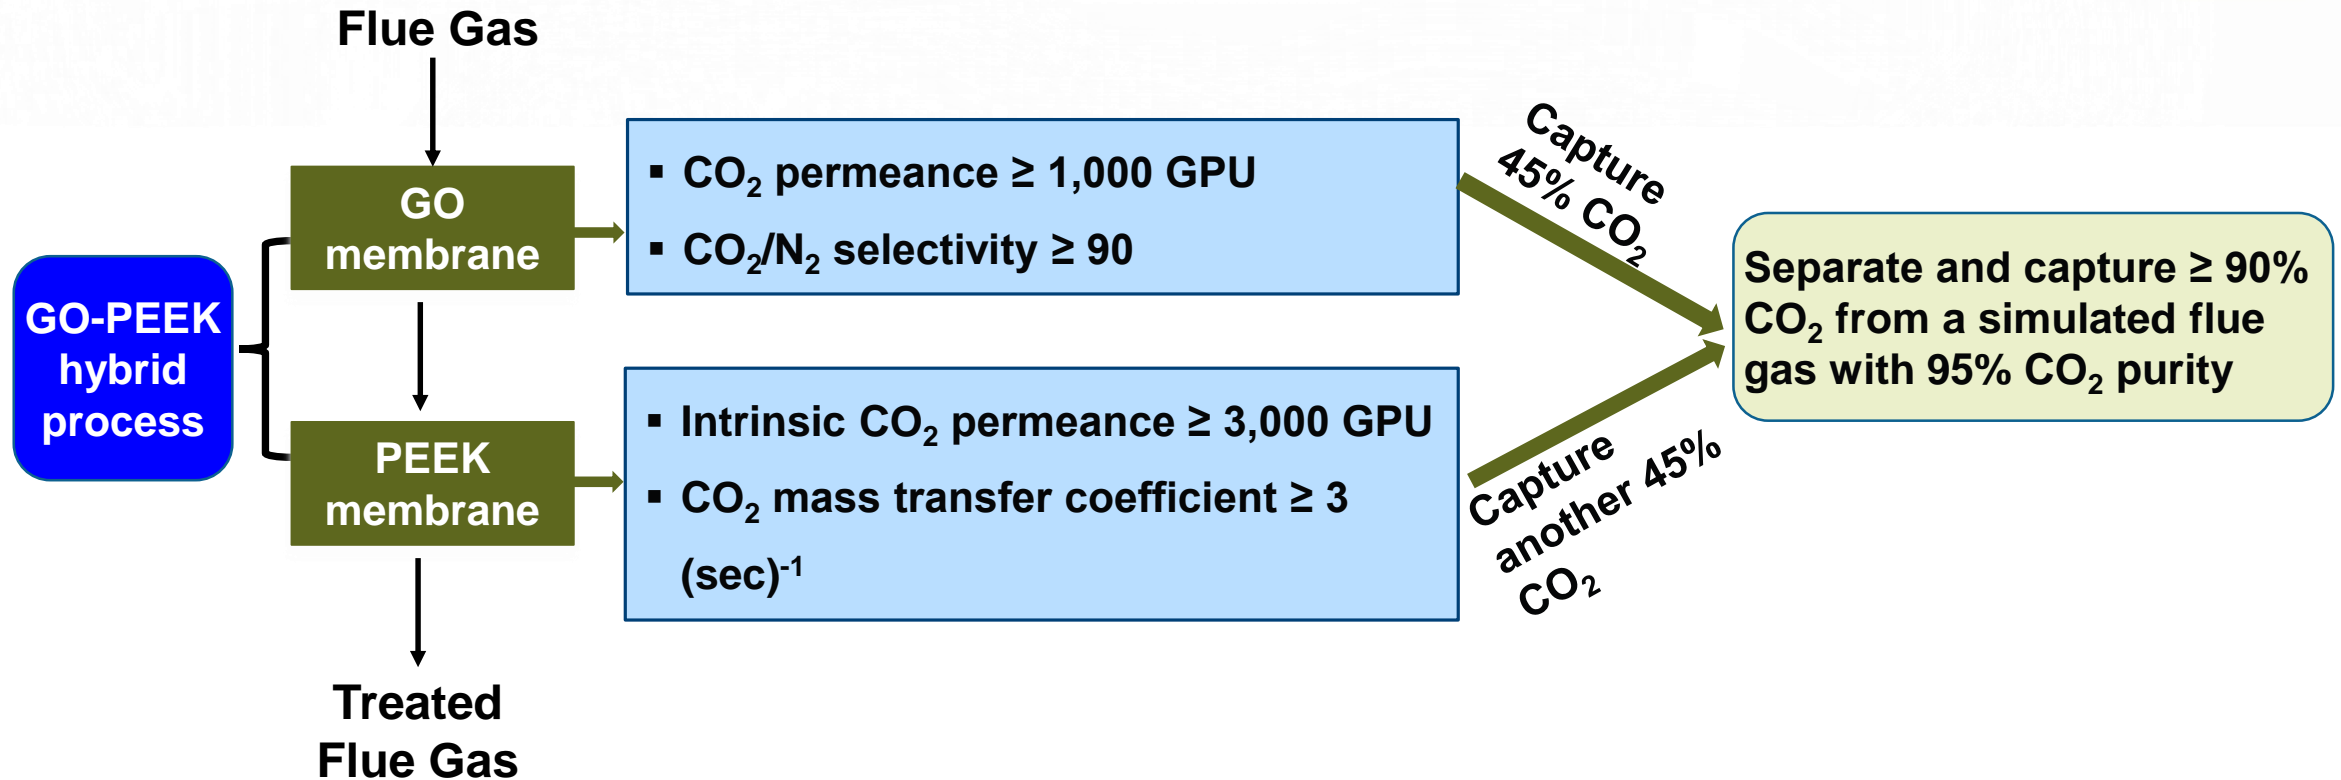 Flue Gas
GO
membrane
▪ CO₂ permeance ≥ 1,000 GPU
▪ CO₂/N₂ selectivity ≥ 90
Capture
45% CO₂
GO-PEEK
hybrid
process
Separate and capture ≥ 90%
CO₂ from a simulated flue
gas with 95% CO₂ purity
PEEK
membrane
▪ Intrinsic CO₂ permeance ≥ 3,000 GPU
▪ CO₂ mass transfer coefficient ≥ 3
(sec)⁻¹
Capture
another 45%
CO₂
Treated
Flue Gas